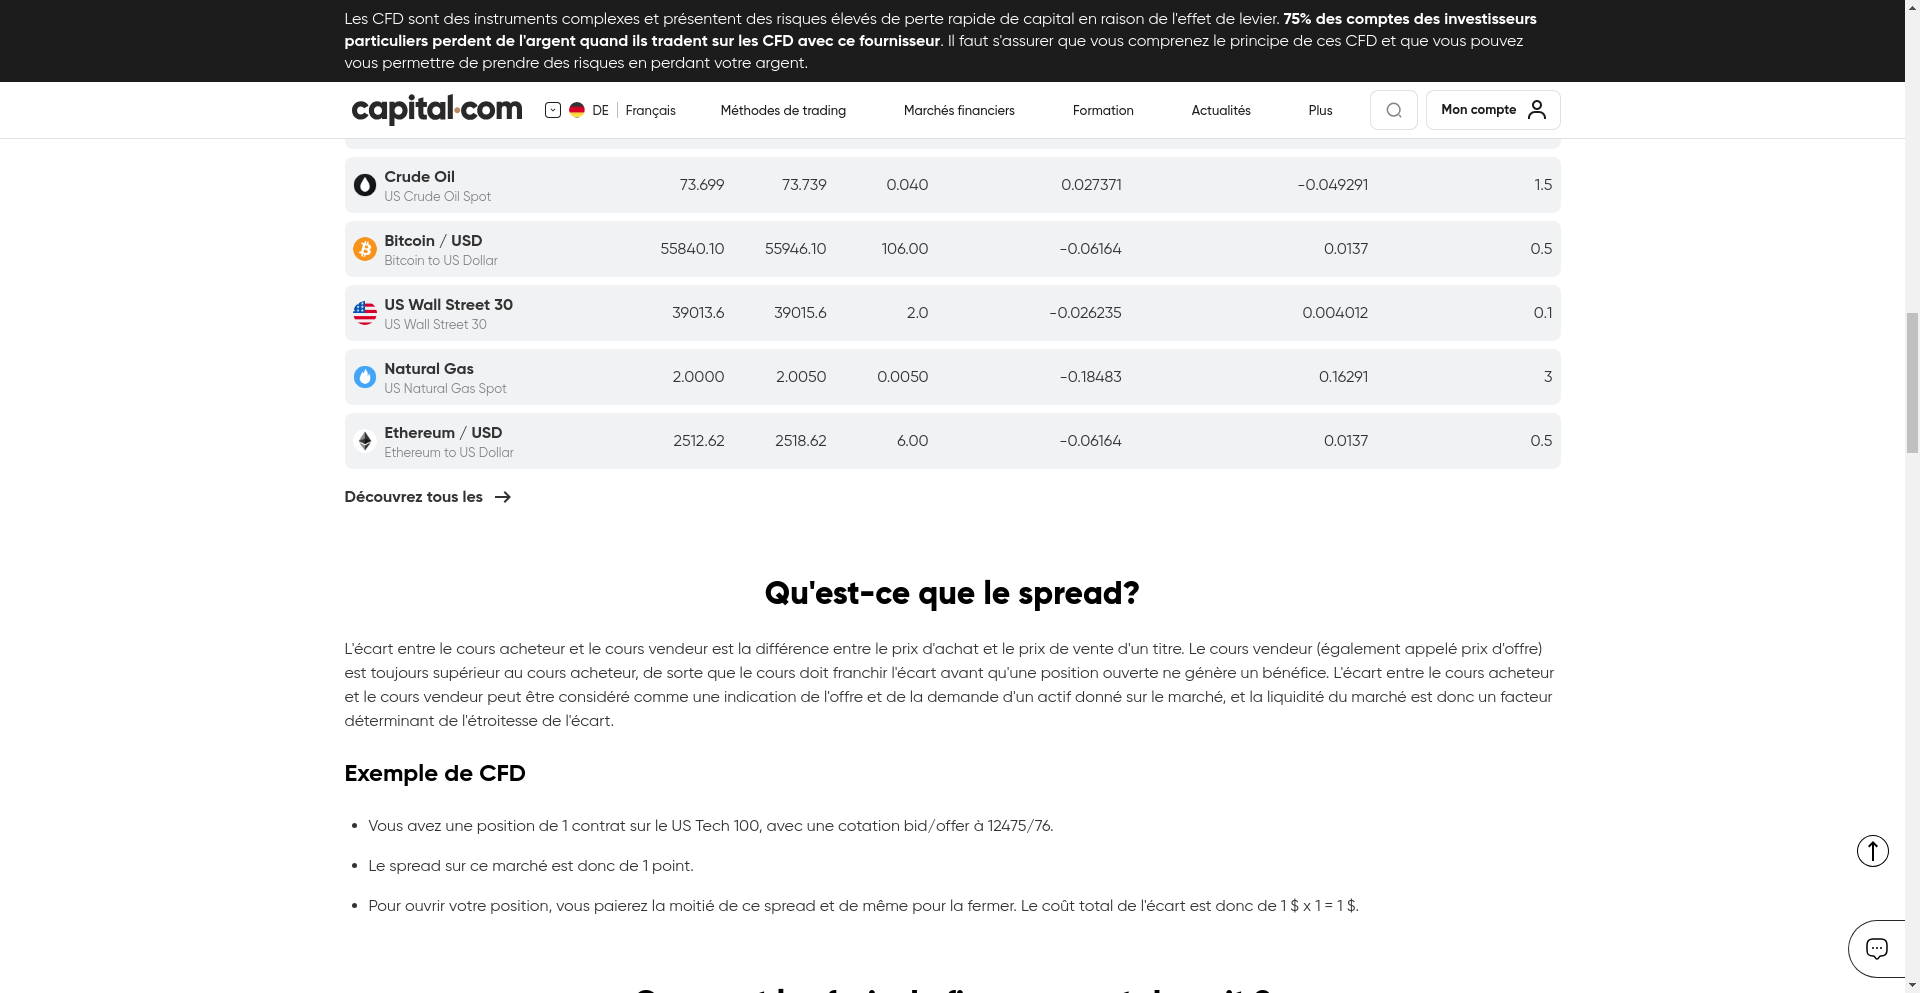 Les CFD sont des instruments complexes et présentent des risques élevés de perte rapide de capital en raison de l'effet de levier. 75% des comptes des investisseurs
particuliers perdent de l'argent quand ils tradent sur les CFD avec ce fournisseur. Il faut s'assurer que vous comprenez le principe de ces CFD et que vous pouvez
vous permettre de prendre des risques en perdant votre argent.
capital.com DE Français Méthodes de trading Marchés financiers Formation Actualités Plus Mon compte
Crude Oil 73.699 73.739 0.040 0.027371 -0.049291 1.5
US Crude Oil Spot
Bitcoin / USD 55840.10 55946.10 106.00 -0.06164 0.0137 0.5
Bitcoin to US Dollar
US Wall Street 30 39013.6 39015.6 2.0 -0.026235 0.004012 0.1
US Wall Street 30
Natural Gas 2.0000 2.0050 0.0050 -0.18483 0.16291 3
US Natural Gas Spot
Ethereum / USD 2512.62 2518.62 6.00 -0.06164 0.0137 0.5
Ethereum to US Dollar
Découvrez tous les
Qu'est-ce que le spread?
L'écart entre le cours acheteur et le cours vendeur est la différence entre le prix d'achat et le prix de vente d'un titre. Le cours vendeur (également appelé prix d'offre)
est toujours supérieur au cours acheteur, de sorte que le cours doit franchir l'écart avant qu'une position ouverte ne génère un bénéfice. L'écart entre le cours acheteur
et le cours vendeur peut être considéré comme une indication de l'offre et de la demande d'un actif donné sur le marché, et la liquidité du marché est donc un facteur
déterminant de l'étroitesse de l'écart.
Exemple de CFD
• Vous avez une position de 1 contrat sur le US Tech 100, avec une cotation bid/offer à 12475/76.
• Le spread sur ce marché est donc de 1 point.
• Pour ouvrir votre position, vous paierez la moitié de ce spread et de même pour la fermer. Le coût total de l'écart est donc de 1 $ x 1 = 1 $.